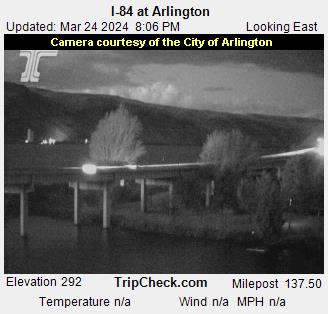 I-84 at Arlington
Updated: Mar 24 2024 8:06 PM Looking East
Camera courtesy of the City of Arlington
Elevation 292 TripCheck.com Milepost 137.50
Temperature n/a Wind n/a MPH n/a